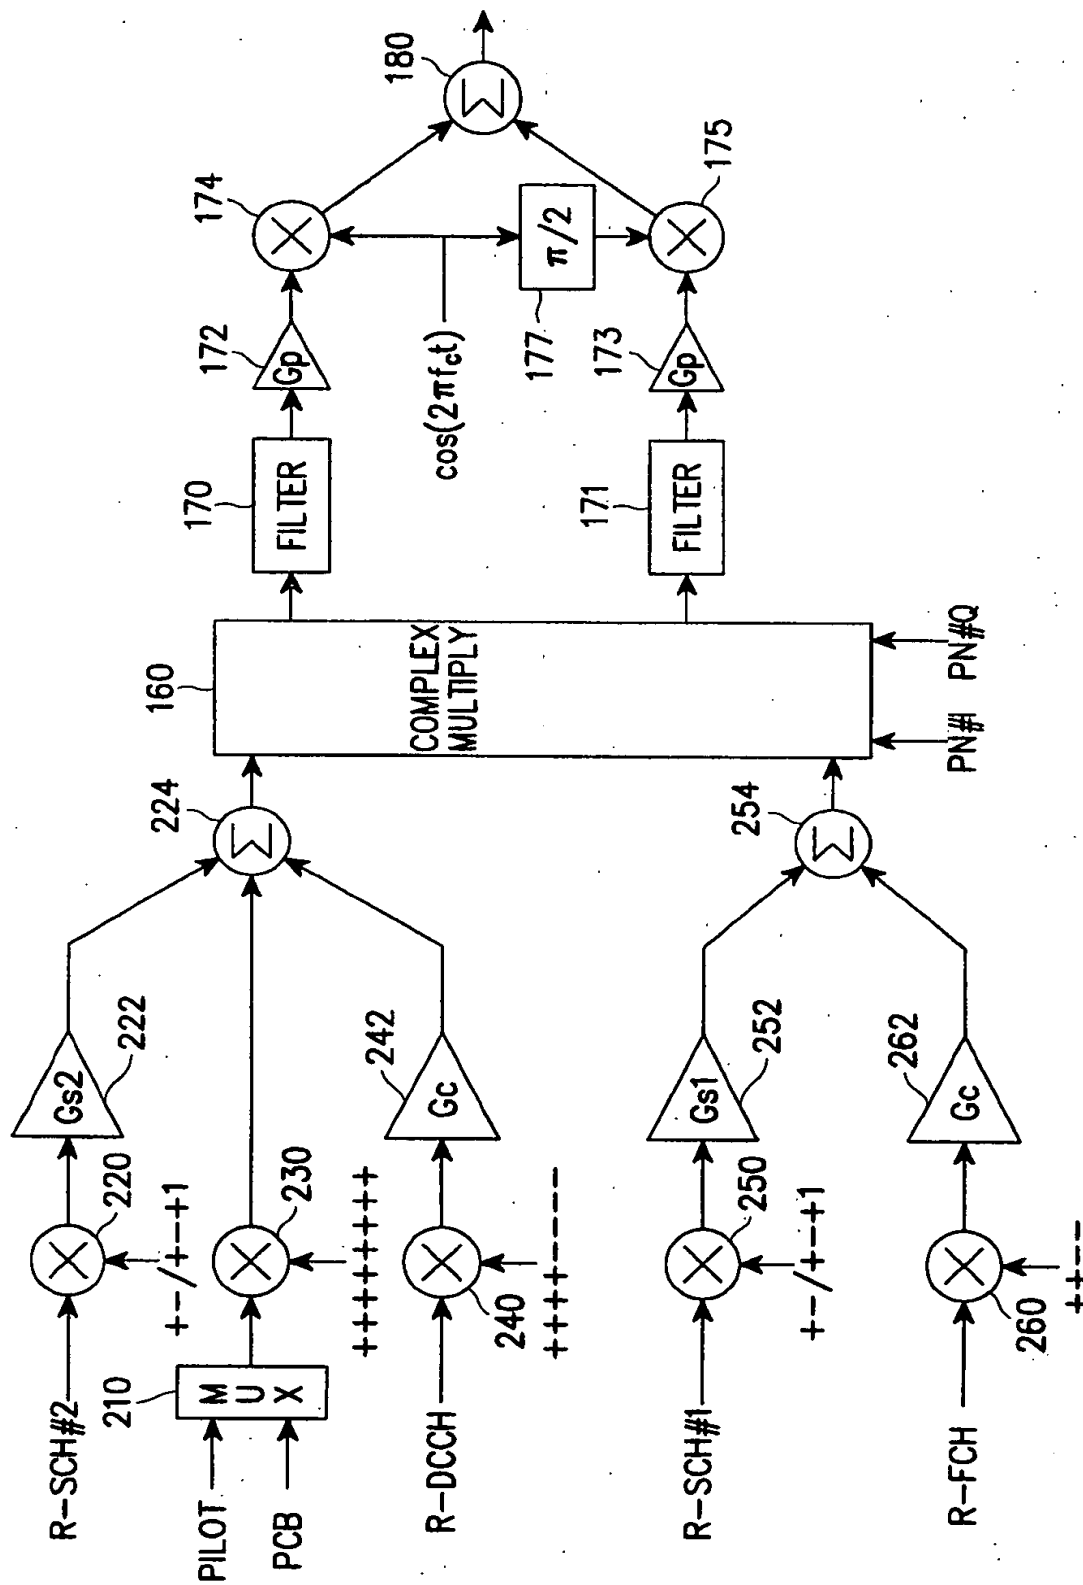 R-SCH#2
220
Gs2
222
+-/+-+1
PILOT
PCB
210
MUX
230
++++++++
224
R-DCCH
240
++++----
Gc
242
160
COMPLEX
MULTIPLY
PN#I
PN#Q
170
FILTER
172
Gp
174
cos(2πfct)
177
π/2
180
Σ
Σ
171
FILTER
173
Gp
175
R-SCH#1
250
+-/+-+1
Gs1
252
254
Σ
R-FCH
260
++--
Gc
262